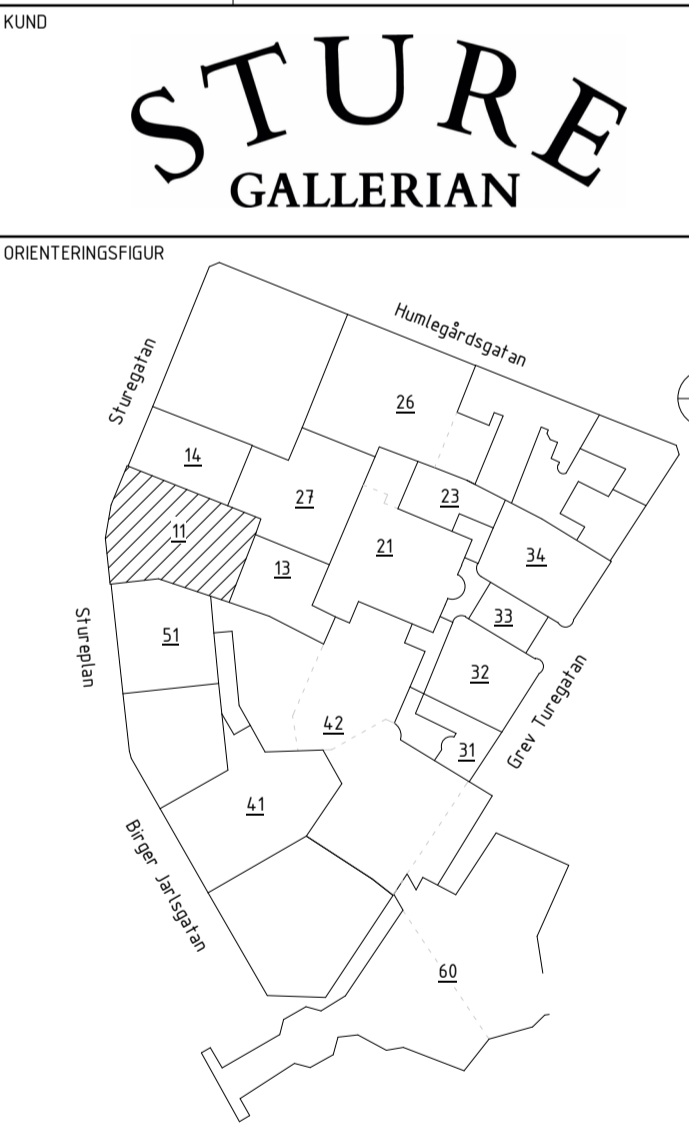 KUND
STURE
GALLERIAN
ORIENTERINGSFIGUR
Humlegårdsgatan
Sturegatan
26
14
27
23
11
21
34
13
33
51
Stureplan
32
42
31
Grev Turegatan
41
Birger Jarlsgatan
60